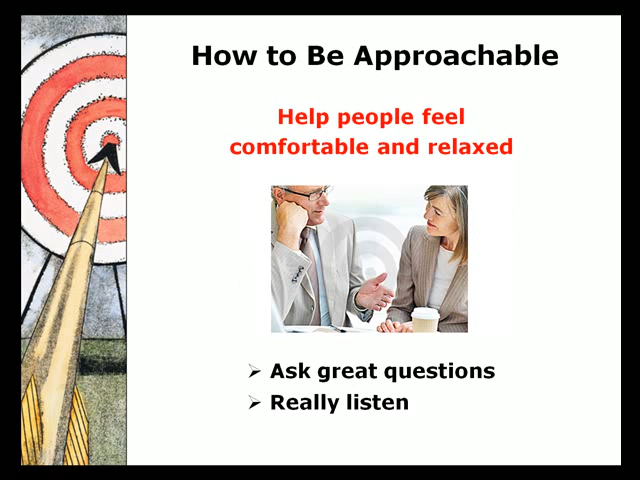 How to Be Approachable
Help people feel
comfortable and relaxed
Ask great questions
Really listen